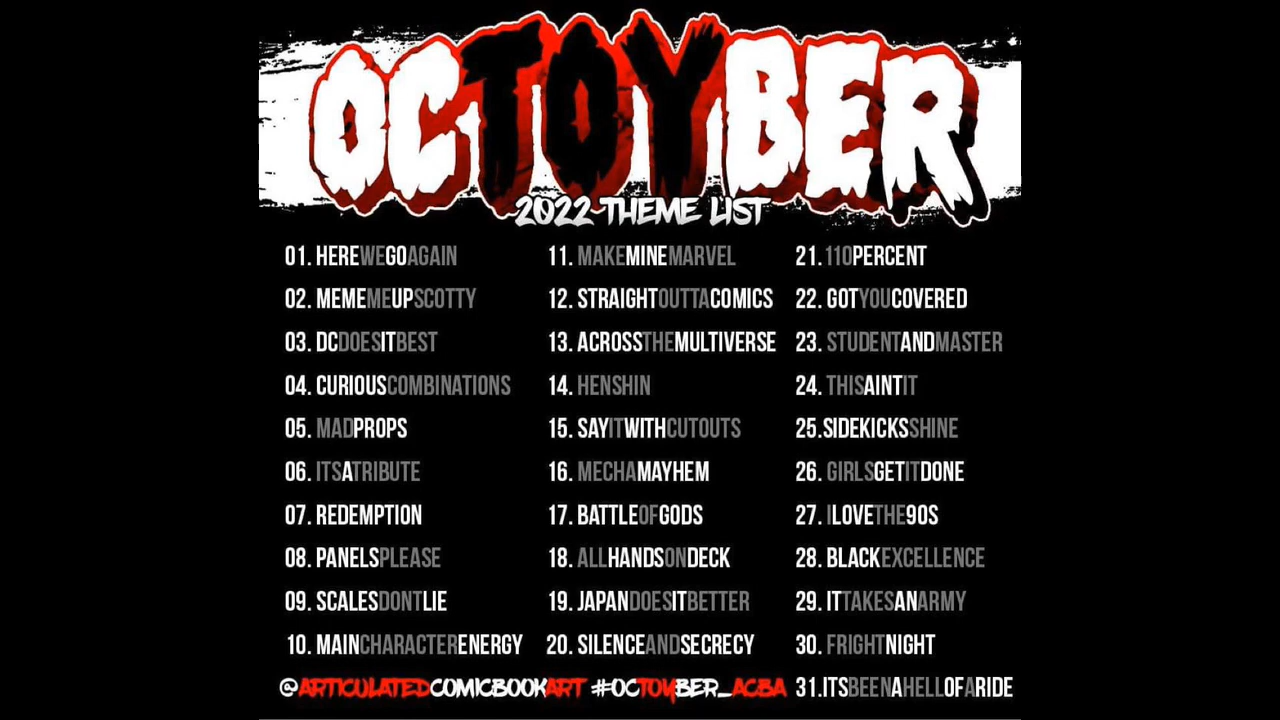 OCTOYBER
2022 THEME LIST
01. HEREWEGOAGAIN
02. MEMEMEUPSCOTTY
03. DCDOESITBEST
04. CURIOUSCOMBINATIONS
05. MADPROPS
06. ITSATRIBUTE
07. REDEMPTION
08. PANELSPLEASE
09. SCALESDONTLIE
10. MAINCHARACTERENERGY
11. MAKEMINEMARVEL
12. STRAIGHTOUTTACOMICS
13. ACROSSTHEMULTIVERSE
14. HENSHIN
15. SAYITWITHCUTOUTS
16. MECHAMAYHEM
17. BATTLEOFGODS
18. ALLHANDSONDECK
19. JAPANDOESITBETTER
20. SILENCEANDSECRECY
21.110PERCENT
22. GOTYOUCOVERED
23. STUDENTANDMASTER
24. THISAINTIT
25.SIDEKICKSSHINE
26. GIRLSGETITDONE
27. ILOVETHE90S
28. BLACKEXCELLENCE
29. ITTAKESANARMY
30. FRIGHTNIGHT
31.ITSBEENAHELLOFARIDE
@ARTICULATEDCOMICBOOKART #OCTOYBER_ACBA